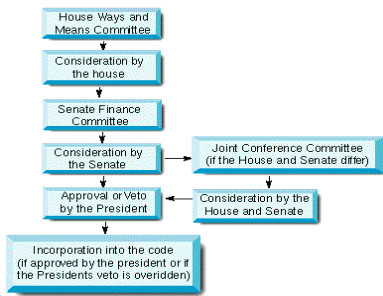 House Ways and
Means Committee
Consideration by
the house
Senate Finance
Committee
Consideration by
the Senate
Joint Conference Committee
(if the House and Senate differ)
Consideration by the
House and Senate
Approval or Veto
by the President
Incorporation into the code
(if approved by the president or if
the Presidents veto is overidden)